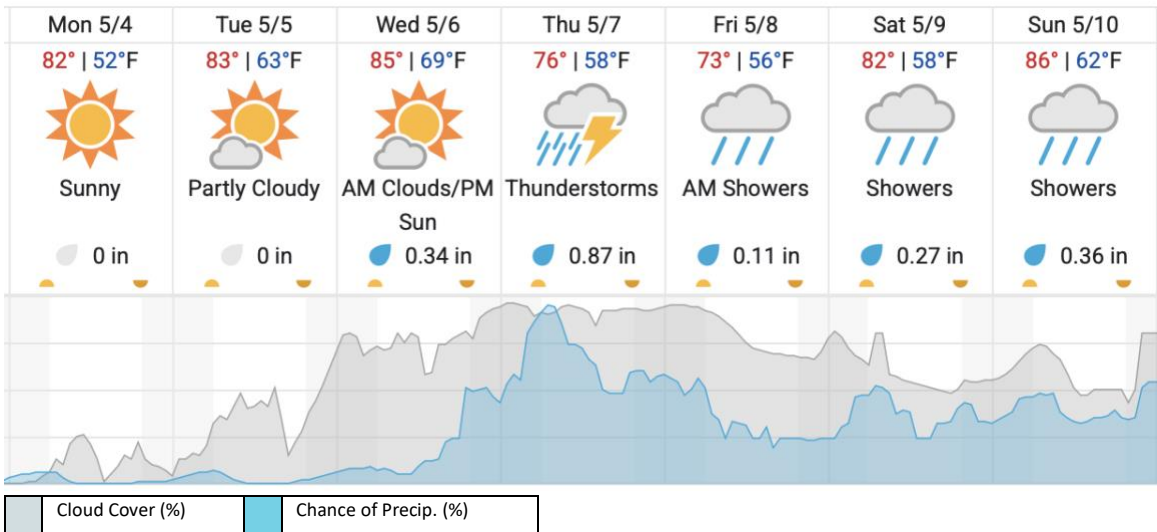 Mon 5/4 Tue 5/5 Wed 5/6 Thu 5/7 Fri 5/8 Sat 5/9 Sun 5/10
82° | 52°F 83° | 63°F 85° | 69°F 76° | 58°F 73° | 56°F 82° | 58°F 86° | 62°F
Sunny Partly Cloudy AM Clouds/PM Thunderstorms AM Showers Showers Showers
Sun
0 in 0 in 0.34 in 0.87 in 0.11 in 0.27 in 0.36 in
Cloud Cover (%) Chance of Precip. (%)